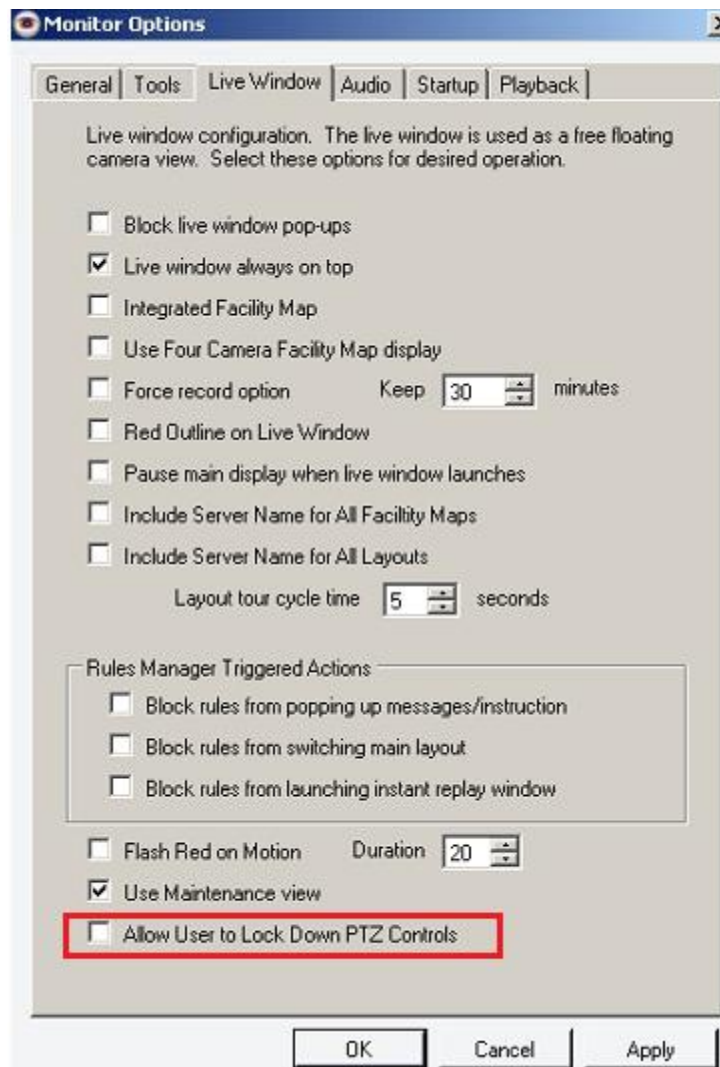 Monitor Options
General Tools Live Window Audio Startup Playback
Live window configuration. The live window is used as a free floating
camera view. Select these options for desired operation.
Block live window pop-ups
Live window always on top
Integrated Facility Map
Use Four Camera Facility Map display
Force record option Keep 30 minutes
Red Outline on Live Window
Pause main display when live window launches
Include Server Name for All Faciltity Maps
Include Server Name for All Layouts
Layout tour cycle time 5 seconds
Rules Manager Triggered Actions
Block rules from popping up messages/instruction
Block rules from switching main layout
Block rules from launching instant replay window
Flash Red on Motion Duration 20
Use Maintenance view
Allow User to Lock Down PTZ Controls
OK Cancel Apply